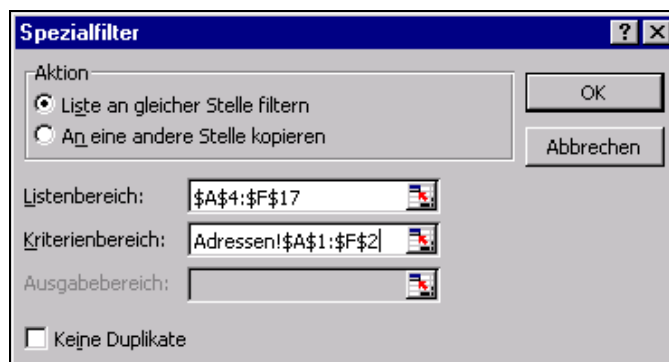 Spezialfilter
Aktion
Liste an gleicher Stelle filtern
An eine andere Stelle kopieren
OK
Abbrechen
Listenbereich: $A$4:$F$17
Kriterienbereich: Adressen!$A$1:$F$2
Ausgabebereich:
Keine Duplikate